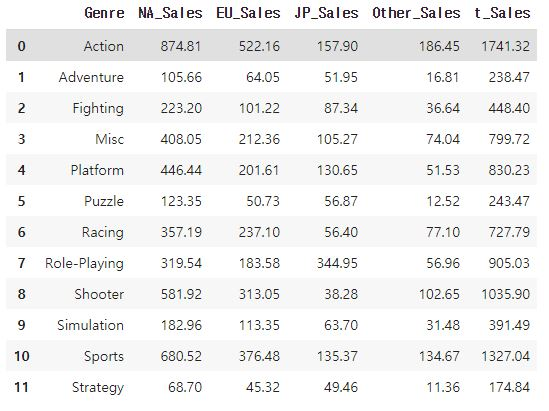 Genre NA_Sales EU_Sales JP_Sales Other_Sales t_Sales
0 Action 874.81 522.16 157.90 186.45 1741.32
1 Adventure 105.66 64.05 51.95 16.81 238.47
2 Fighting 223.20 101.22 87.34 36.64 448.40
3 Misc 408.05 212.36 105.27 74.04 799.72
4 Platform 446.44 201.61 130.65 51.53 830.23
5 Puzzle 123.35 50.73 56.87 12.52 243.47
6 Racing 357.19 237.10 56.40 77.10 727.79
7 Role-Playing 319.54 183.58 344.95 56.96 905.03
8 Shooter 581.92 313.05 38.28 102.65 1035.90
9 Simulation 182.96 113.35 63.70 31.48 391.49
10 Sports 680.52 376.48 135.37 134.67 1327.04
11 Strategy 68.70 45.32 49.46 11.36 174.84